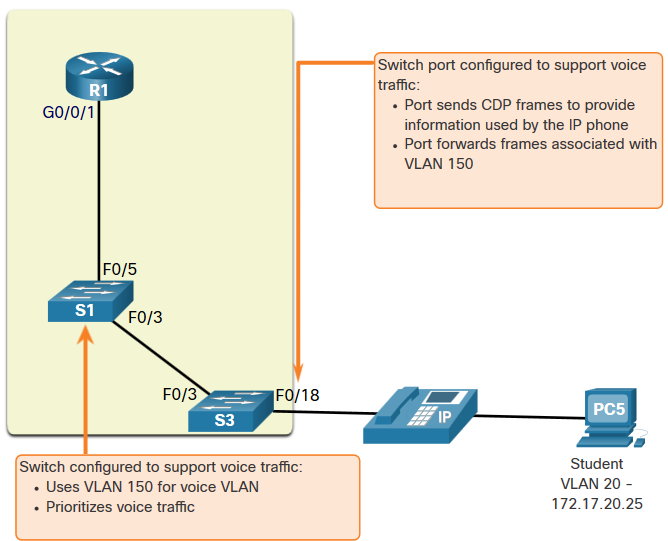 Switch port configured to support voice
traffic:
• Port sends CDP frames to provide
information used by the IP phone
• Port forwards frames associated with
VLAN 150
R1
G0/0/1
F0/5
S1
F0/3
F0/3
F0/18
S3
IP
PC5
Student
VLAN 20 -
172.17.20.25
Switch configured to support voice traffic:
• Uses VLAN 150 for voice VLAN
• Prioritizes voice traffic